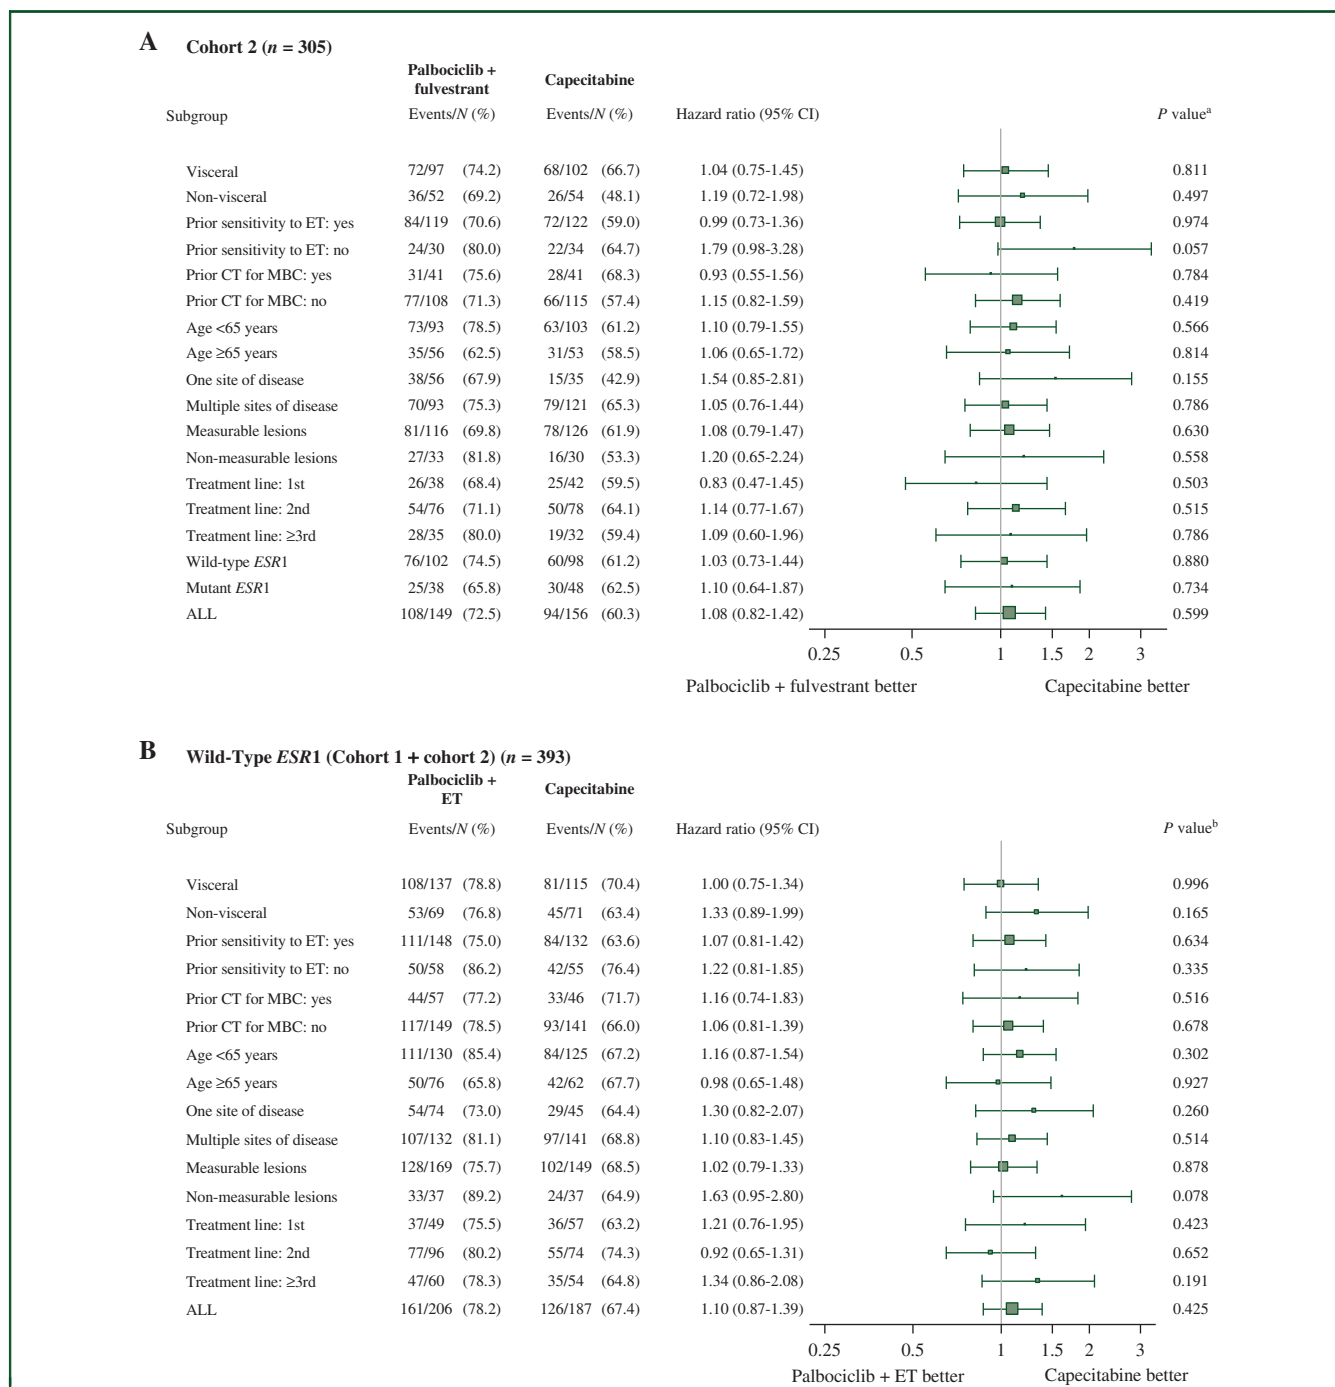 A Cohort 2 (n = 305)
Palbociclib + fulvestrant Capecitabine
Subgroup Events/N (%) Events/N (%) Hazard ratio (95% CI) P valueᵃ
Visceral 72/97 (74.2) 68/102 (66.7) 1.04 (0.75-1.45) 0.811
Non-visceral 36/52 (69.2) 26/54 (48.1) 1.19 (0.72-1.98) 0.497
Prior sensitivity to ET: yes 84/119 (70.6) 72/122 (59.0) 0.99 (0.73-1.36) 0.974
Prior sensitivity to ET: no 24/30 (80.0) 22/34 (64.7) 1.79 (0.98-3.28) 0.057
Prior CT for MBC: yes 31/41 (75.6) 28/41 (68.3) 0.93 (0.55-1.56) 0.784
Prior CT for MBC: no 77/108 (71.3) 66/115 (57.4) 1.15 (0.82-1.59) 0.419
Age <65 years 73/93 (78.5) 63/103 (61.2) 1.10 (0.79-1.55) 0.566
Age ≥65 years 35/56 (62.5) 31/53 (58.5) 1.06 (0.65-1.72) 0.814
One site of disease 38/56 (67.9) 15/35 (42.9) 1.54 (0.85-2.81) 0.155
Multiple sites of disease 70/93 (75.3) 79/121 (65.3) 1.05 (0.76-1.44) 0.786
Measurable lesions 81/116 (69.8) 78/126 (61.9) 1.08 (0.79-1.47) 0.630
Non-measurable lesions 27/33 (81.8) 16/30 (53.3) 1.20 (0.65-2.24) 0.558
Treatment line: 1st 26/38 (68.4) 25/42 (59.5) 0.83 (0.47-1.45) 0.503
Treatment line: 2nd 54/76 (71.1) 50/78 (64.1) 1.14 (0.77-1.67) 0.515
Treatment line: ≥3rd 28/35 (80.0) 19/32 (59.4) 1.09 (0.60-1.96) 0.786
Wild-type ESR1 76/102 (74.5) 60/98 (61.2) 1.03 (0.73-1.44) 0.880
Mutant ESR1 25/38 (65.8) 30/48 (62.5) 1.10 (0.64-1.87) 0.734
ALL 108/149 (72.5) 94/156 (60.3) 1.08 (0.82-1.42) 0.599
0.25 0.5 1 1.5 2 3
Palbociclib + fulvestrant better Capecitabine better
B Wild-Type ESR1 (Cohort 1 + cohort 2) (n = 393)
Palbociclib + ET Capecitabine
Subgroup Events/N (%) Events/N (%) Hazard ratio (95% CI) P valueᵇ
Visceral 108/137 (78.8) 81/115 (70.4) 1.00 (0.75-1.34) 0.996
Non-visceral 53/69 (76.8) 45/71 (63.4) 1.33 (0.89-1.99) 0.165
Prior sensitivity to ET: yes 111/148 (75.0) 84/132 (63.6) 1.07 (0.81-1.42) 0.634
Prior sensitivity to ET: no 50/58 (86.2) 42/55 (76.4) 1.22 (0.81-1.85) 0.335
Prior CT for MBC: yes 44/57 (77.2) 33/46 (71.7) 1.16 (0.74-1.83) 0.516
Prior CT for MBC: no 117/149 (78.5) 93/141 (66.0) 1.06 (0.81-1.39) 0.678
Age <65 years 111/130 (85.4) 84/125 (67.2) 1.16 (0.87-1.54) 0.302
Age ≥65 years 50/76 (65.8) 42/62 (67.7) 0.98 (0.65-1.48) 0.927
One site of disease 54/74 (73.0) 29/45 (64.4) 1.30 (0.82-2.07) 0.260
Multiple sites of disease 107/132 (81.1) 97/141 (68.8) 1.10 (0.83-1.45) 0.514
Measurable lesions 128/169 (75.7) 102/149 (68.5) 1.02 (0.79-1.33) 0.878
Non-measurable lesions 33/37 (89.2) 24/37 (64.9) 1.63 (0.95-2.80) 0.078
Treatment line: 1st 37/49 (75.5) 36/57 (63.2) 1.21 (0.76-1.95) 0.423
Treatment line: 2nd 77/96 (80.2) 55/74 (74.3) 0.92 (0.65-1.31) 0.652
Treatment line: ≥3rd 47/60 (78.3) 35/54 (64.8) 1.34 (0.86-2.08) 0.191
ALL 161/206 (78.2) 126/187 (67.4) 1.10 (0.87-1.39) 0.425
0.25 0.5 1 1.5 2 3
Palbociclib + ET better Capecitabine better